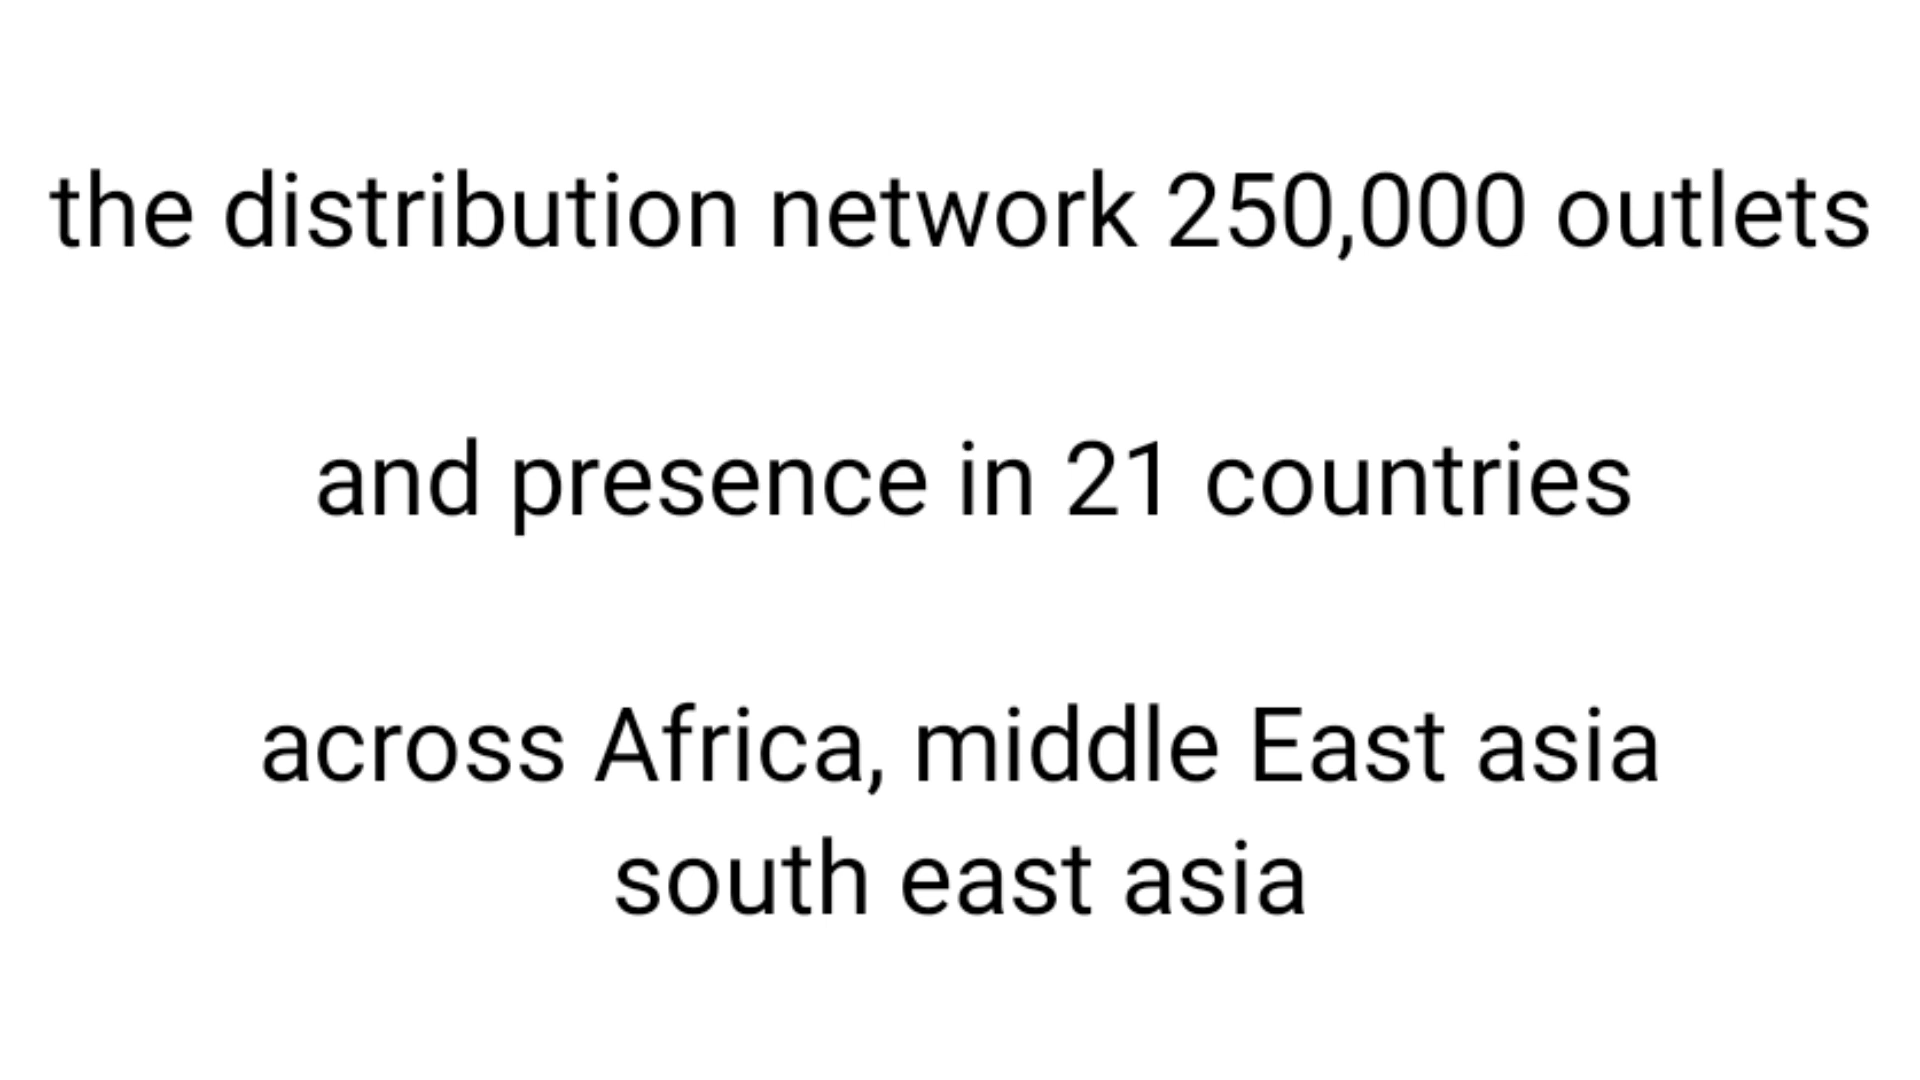 the distribution network 250,000 outlets
and presence in 21 countries
across Africa, middle East asia
south east asia